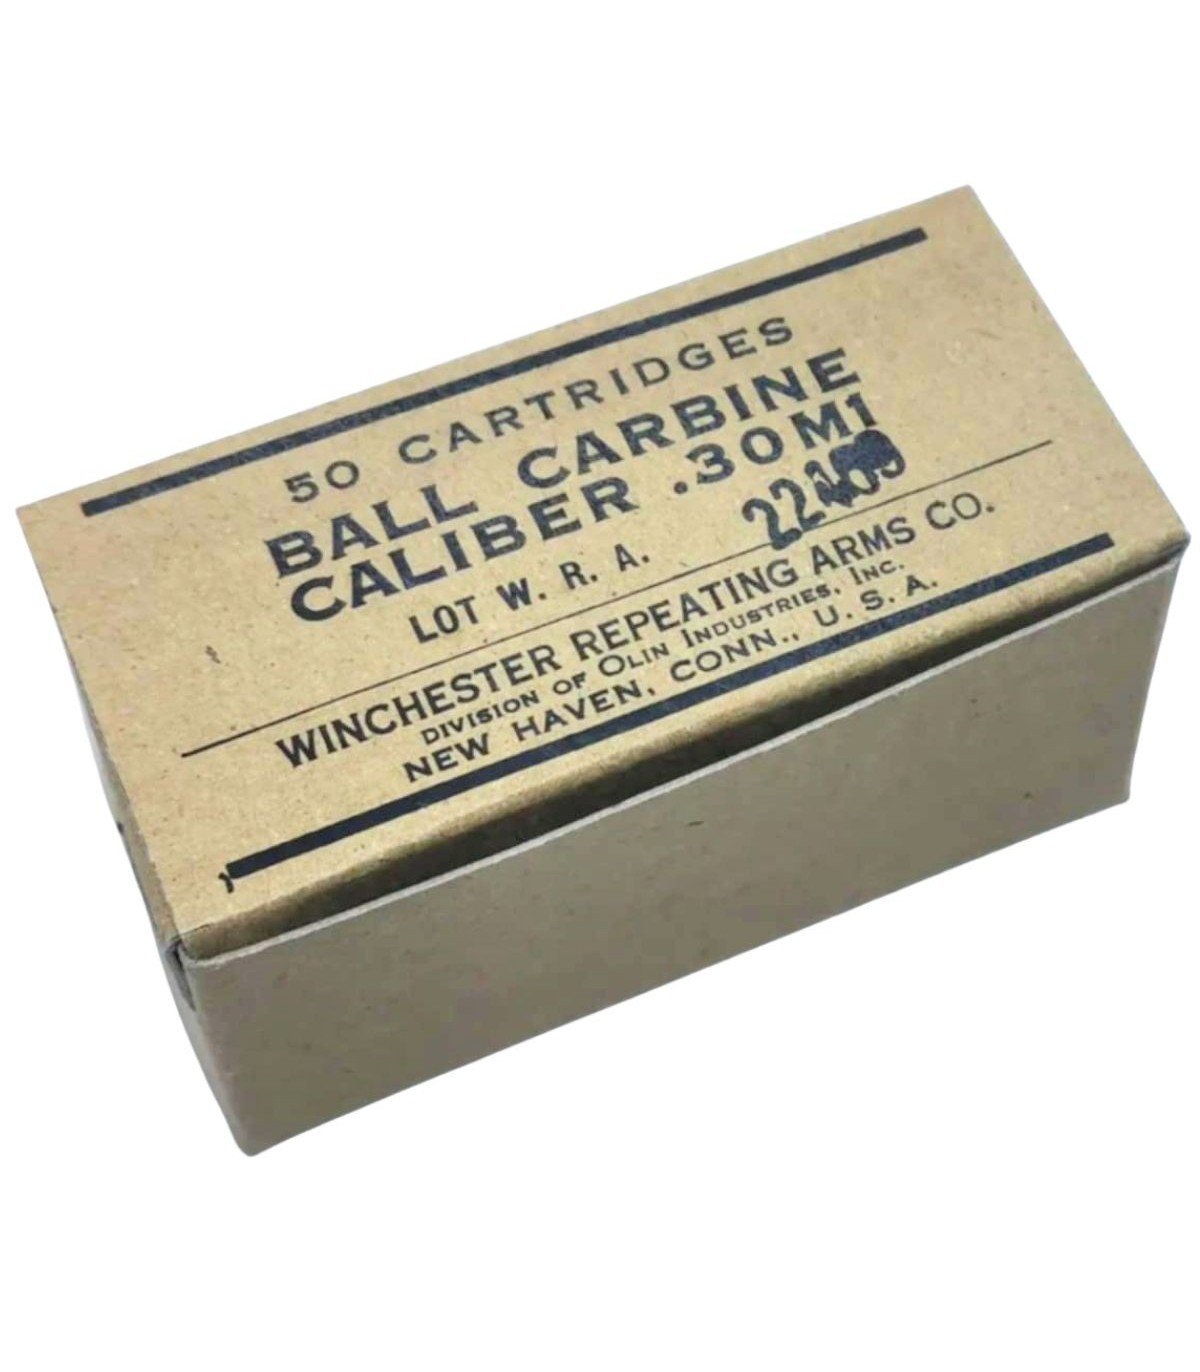 50 CARTRIDGES
BALL CARBINE
CALIBER .30 M1
LOT W. R. A.
WINCHESTER REPEATING ARMS CO.
DIVISION OF OLIN INDUSTRIES, INC.
NEW HAVEN, CONN., U. S. A.